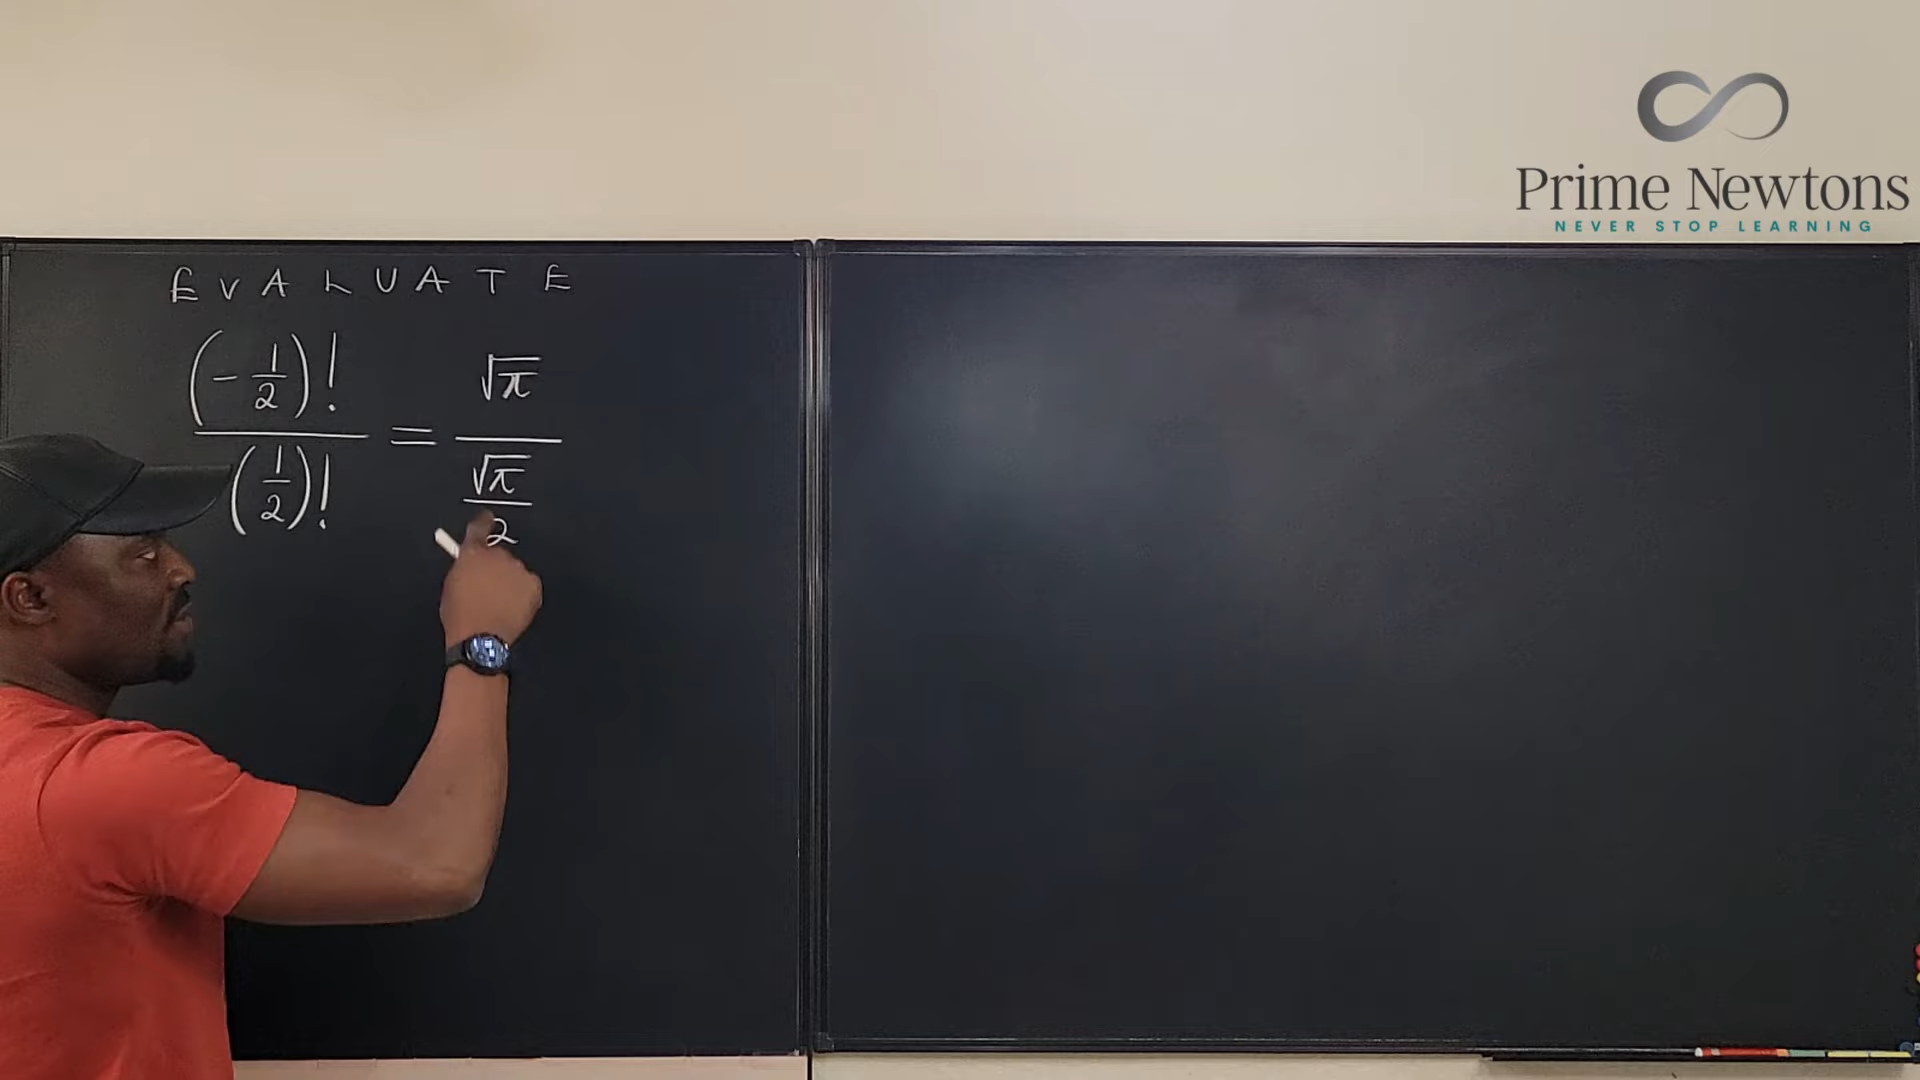 Prime Newtons
NEVER STOP LEARNING
EVALUATE
(-1/2)! / (1/2)! = √π / (√π/2)